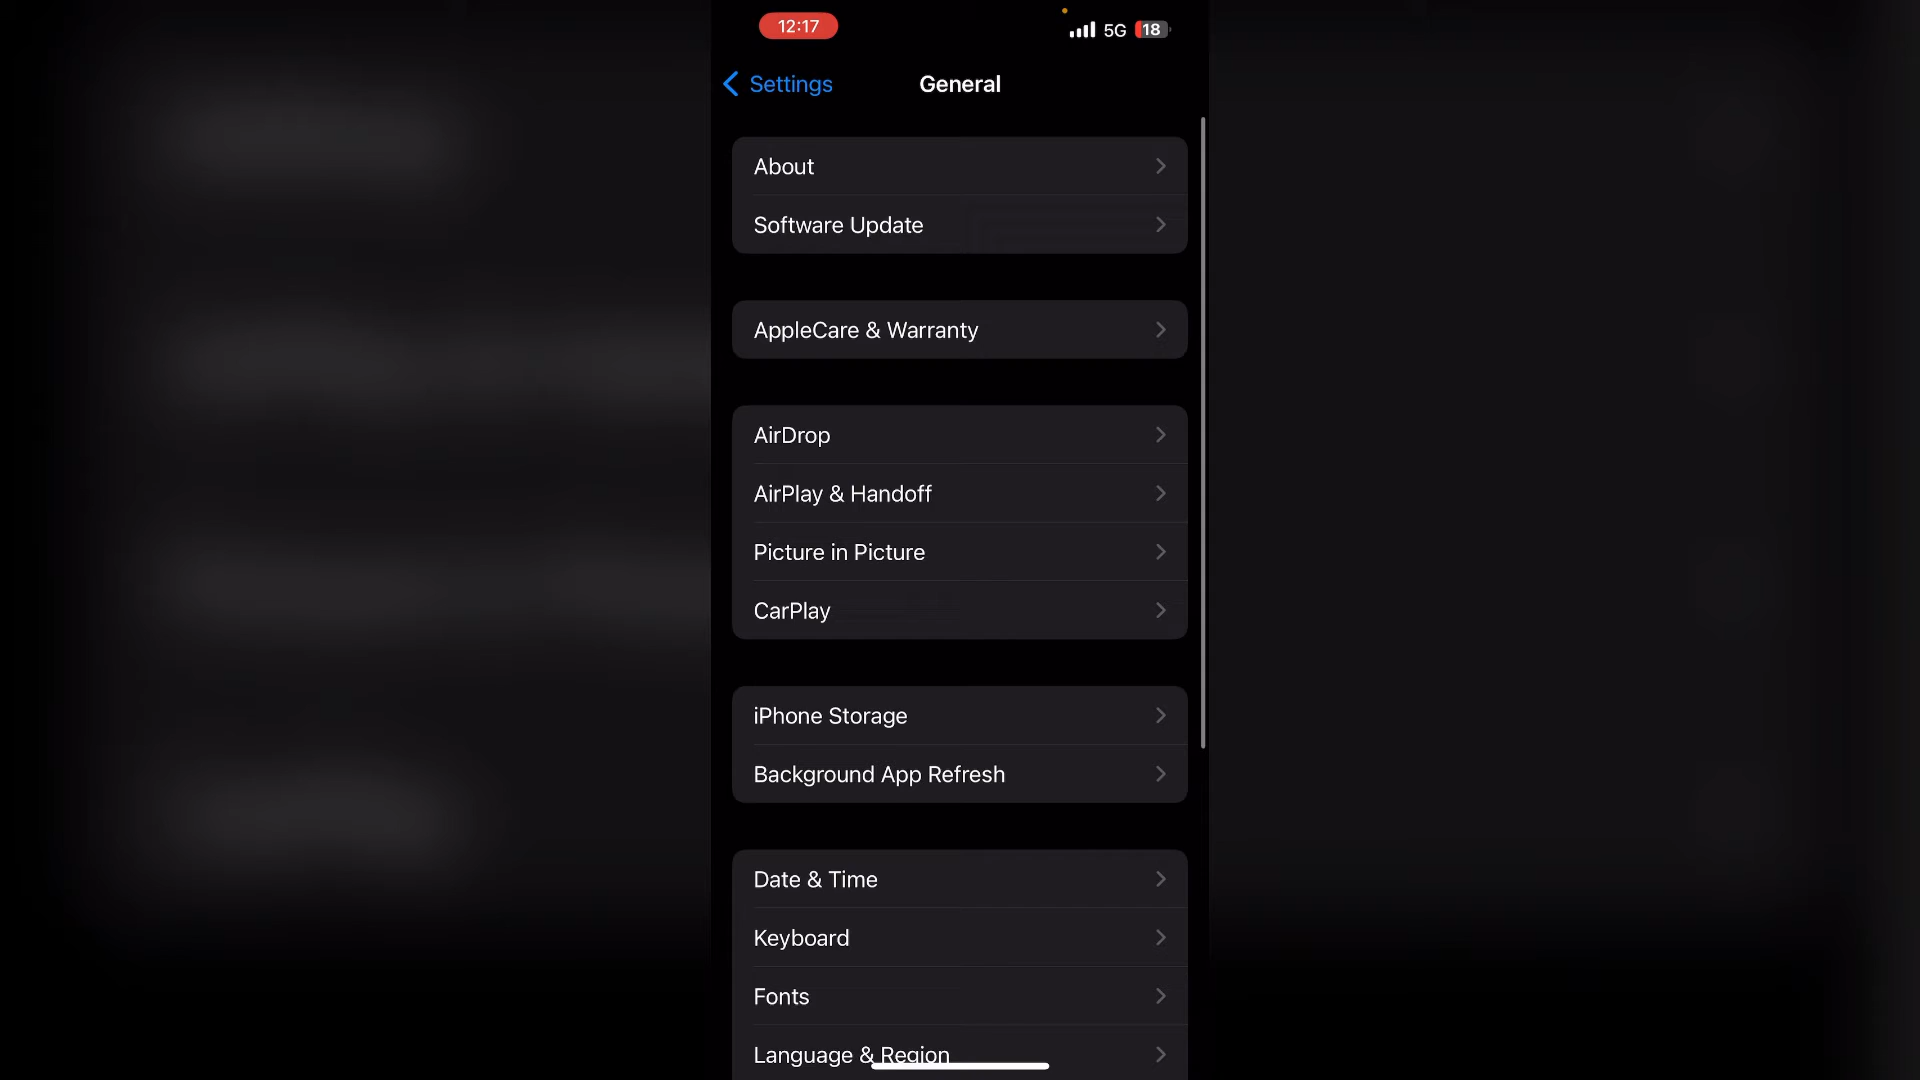 12:17
5G 18
Settings
General
About
Software Update
AppleCare & Warranty
AirDrop
AirPlay & Handoff
Picture in Picture
CarPlay
iPhone Storage
Background App Refresh
Date & Time
Keyboard
Fonts
Language & Region